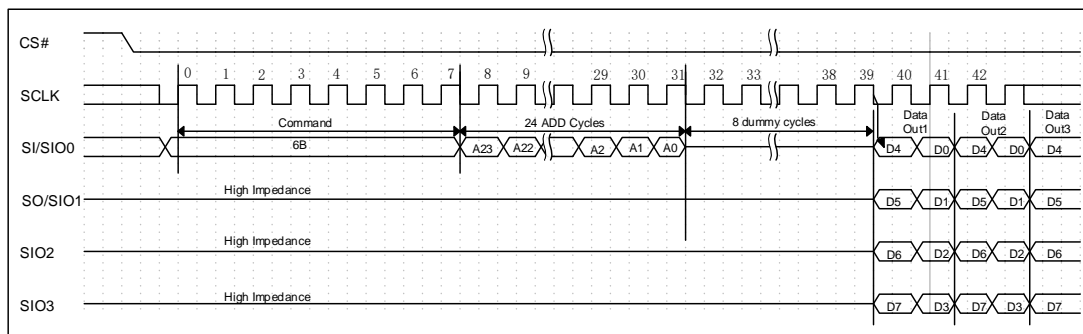 CS#
0 1 2 3 4 5 6 7 8 9 29 30 31 32 33 38 39 40 41 42
SCLK
Command 24 ADD Cycles 8 dummy cycles Data Out1 Data Out2 Data Out3
SI/SIO0 6B A23 A22 A2 A1 A0 D4 D0 D4 D0 D4
High Impedance
SO/SIO1 D5 D1 D5 D1 D5
High Impedance
SIO2 D6 D2 D6 D2 D6
High Impedance
SIO3 D7 D3 D7 D3 D7